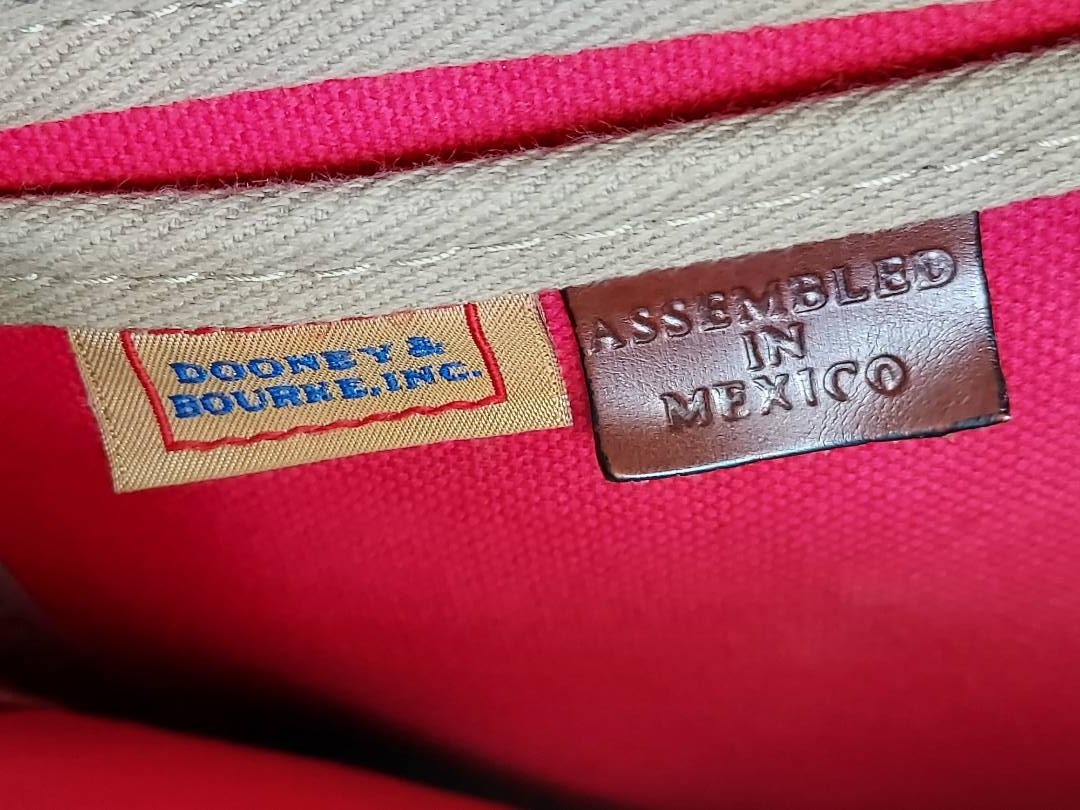 DOONEY &
BOURKE, INC.
ASSEMBLED
IN
MEXICO